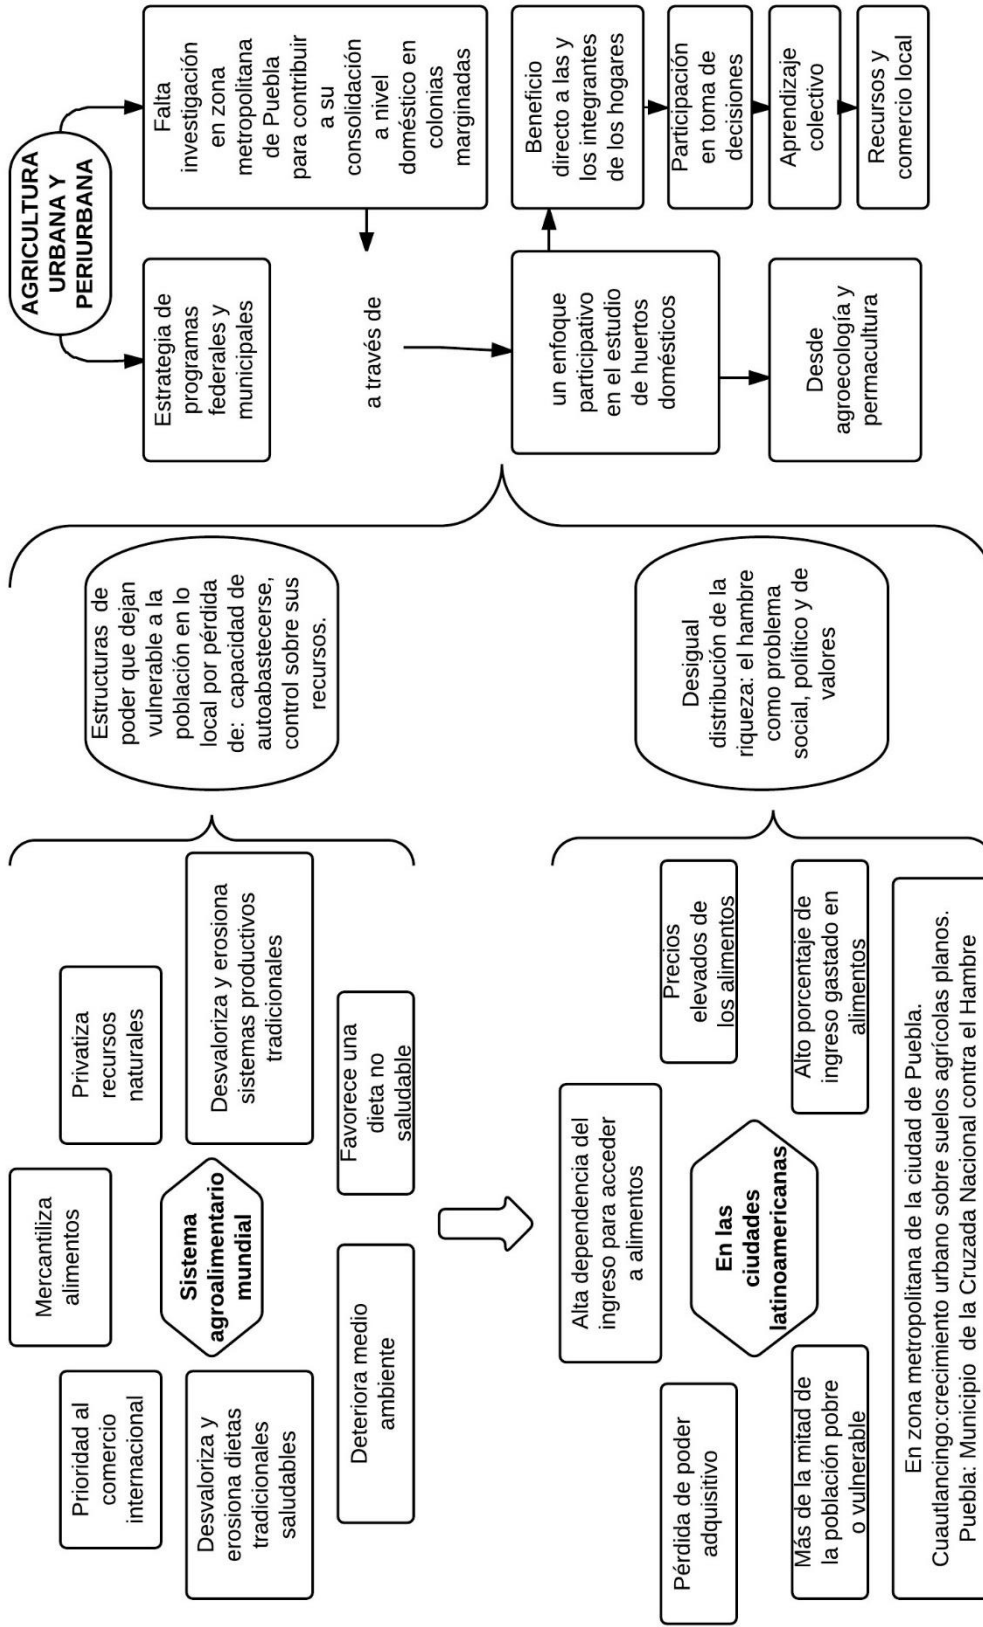 Prioridad al
comercio
internacional
Mercantiliza
alimentos
Privatiza
recursos
naturales
Desvaloriza y
erosiona dietas
tradicionales
saludables
Sistema
agroalimentario
mundial
Desvaloriza y erosiona
sistemas productivos
tradicionales
Deteriora medio
ambiente
Favorece una
dieta no
saludable
Estructuras de
poder que dejan
vulnerable a la
población en lo
local por pérdida
de: capacidad de
autoabastecerse,
control sobre sus
recursos.
Pérdida de poder
adquisitivo
Alta dependencia del
ingreso para acceder
a alimentos
Precios
elevados de
los alimentos
Más de la mitad de
la población pobre
o vulnerable
En las
ciudades
latinoamericanas
Alto porcentaje de
ingreso gastado en
alimentos
En zona metropolitana de la ciudad de Puebla.
Cuautlancingo:crecimiento urbano sobre suelos agrícolas planos.
Puebla: Municipio de la Cruzada Nacional contra el Hambre
Desigual
distribución de la
riqueza: el hambre
como problema
social, político y de
valores
AGRICULTURA
URBANA Y
PERIURBANA
Estrategia de
programas
federales y
municipales
Falta
investigación
en zona
metropolitana
de Puebla
para contribuir
a su
consolidación
a nivel
doméstico en
colonias
marginadas
a través de
un enfoque
participativo
en el estudio
de huertos
domésticos
Beneficio
directo a las y
los integrantes
de los hogares
Participación
en toma de
decisiones
Aprendizaje
colectivo
Recursos y
comercio local
Desde
agroecología y
permacultura